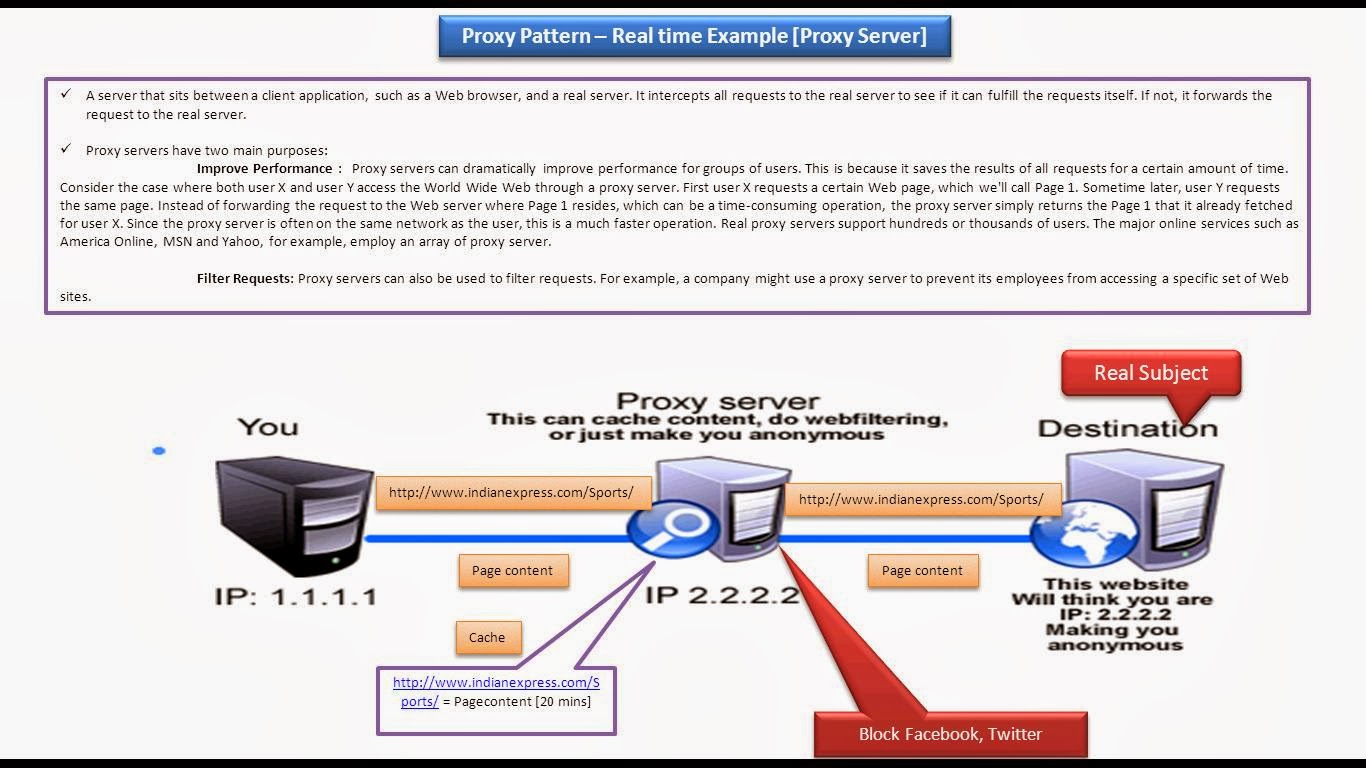 Proxy Pattern – Real time Example [Proxy Server]
✓ A server that sits between a client application, such as a Web browser, and a real server. It intercepts all requests to the real server to see if it can fulfill the requests itself. If not, it forwards the
request to the real server.
✓ Proxy servers have two main purposes:
Improve Performance : Proxy servers can dramatically improve performance for groups of users. This is because it saves the results of all requests for a certain amount of time.
Consider the case where both user X and user Y access the World Wide Web through a proxy server. First user X requests a certain Web page, which we'll call Page 1. Sometime later, user Y requests
the same page. Instead of forwarding the request to the Web server where Page 1 resides, which can be a time-consuming operation, the proxy server simply returns the Page 1 that it already fetched
for user X. Since the proxy server is often on the same network as the user, this is a much faster operation. Real proxy servers support hundreds or thousands of users. The major online services such as
America Online, MSN and Yahoo, for example, employ an array of proxy server.
Filter Requests: Proxy servers can also be used to filter requests. For example, a company might use a proxy server to prevent its employees from accessing a specific set of Web
sites.
Real Subject
You
Proxy server
This can cache content, do webfiltering,
or just make you anonymous
Destination
http://www.indianexpress.com/Sports/
http://www.indianexpress.com/Sports/
Page content
Page content
IP: 1.1.1.1
IP 2.2.2.2
This website
Will think you are
IP: 2.2.2.2
Making you
anonymous
Cache
http://www.indianexpress.com/S
ports/ = Pagecontent [20 mins]
Block Facebook, Twitter